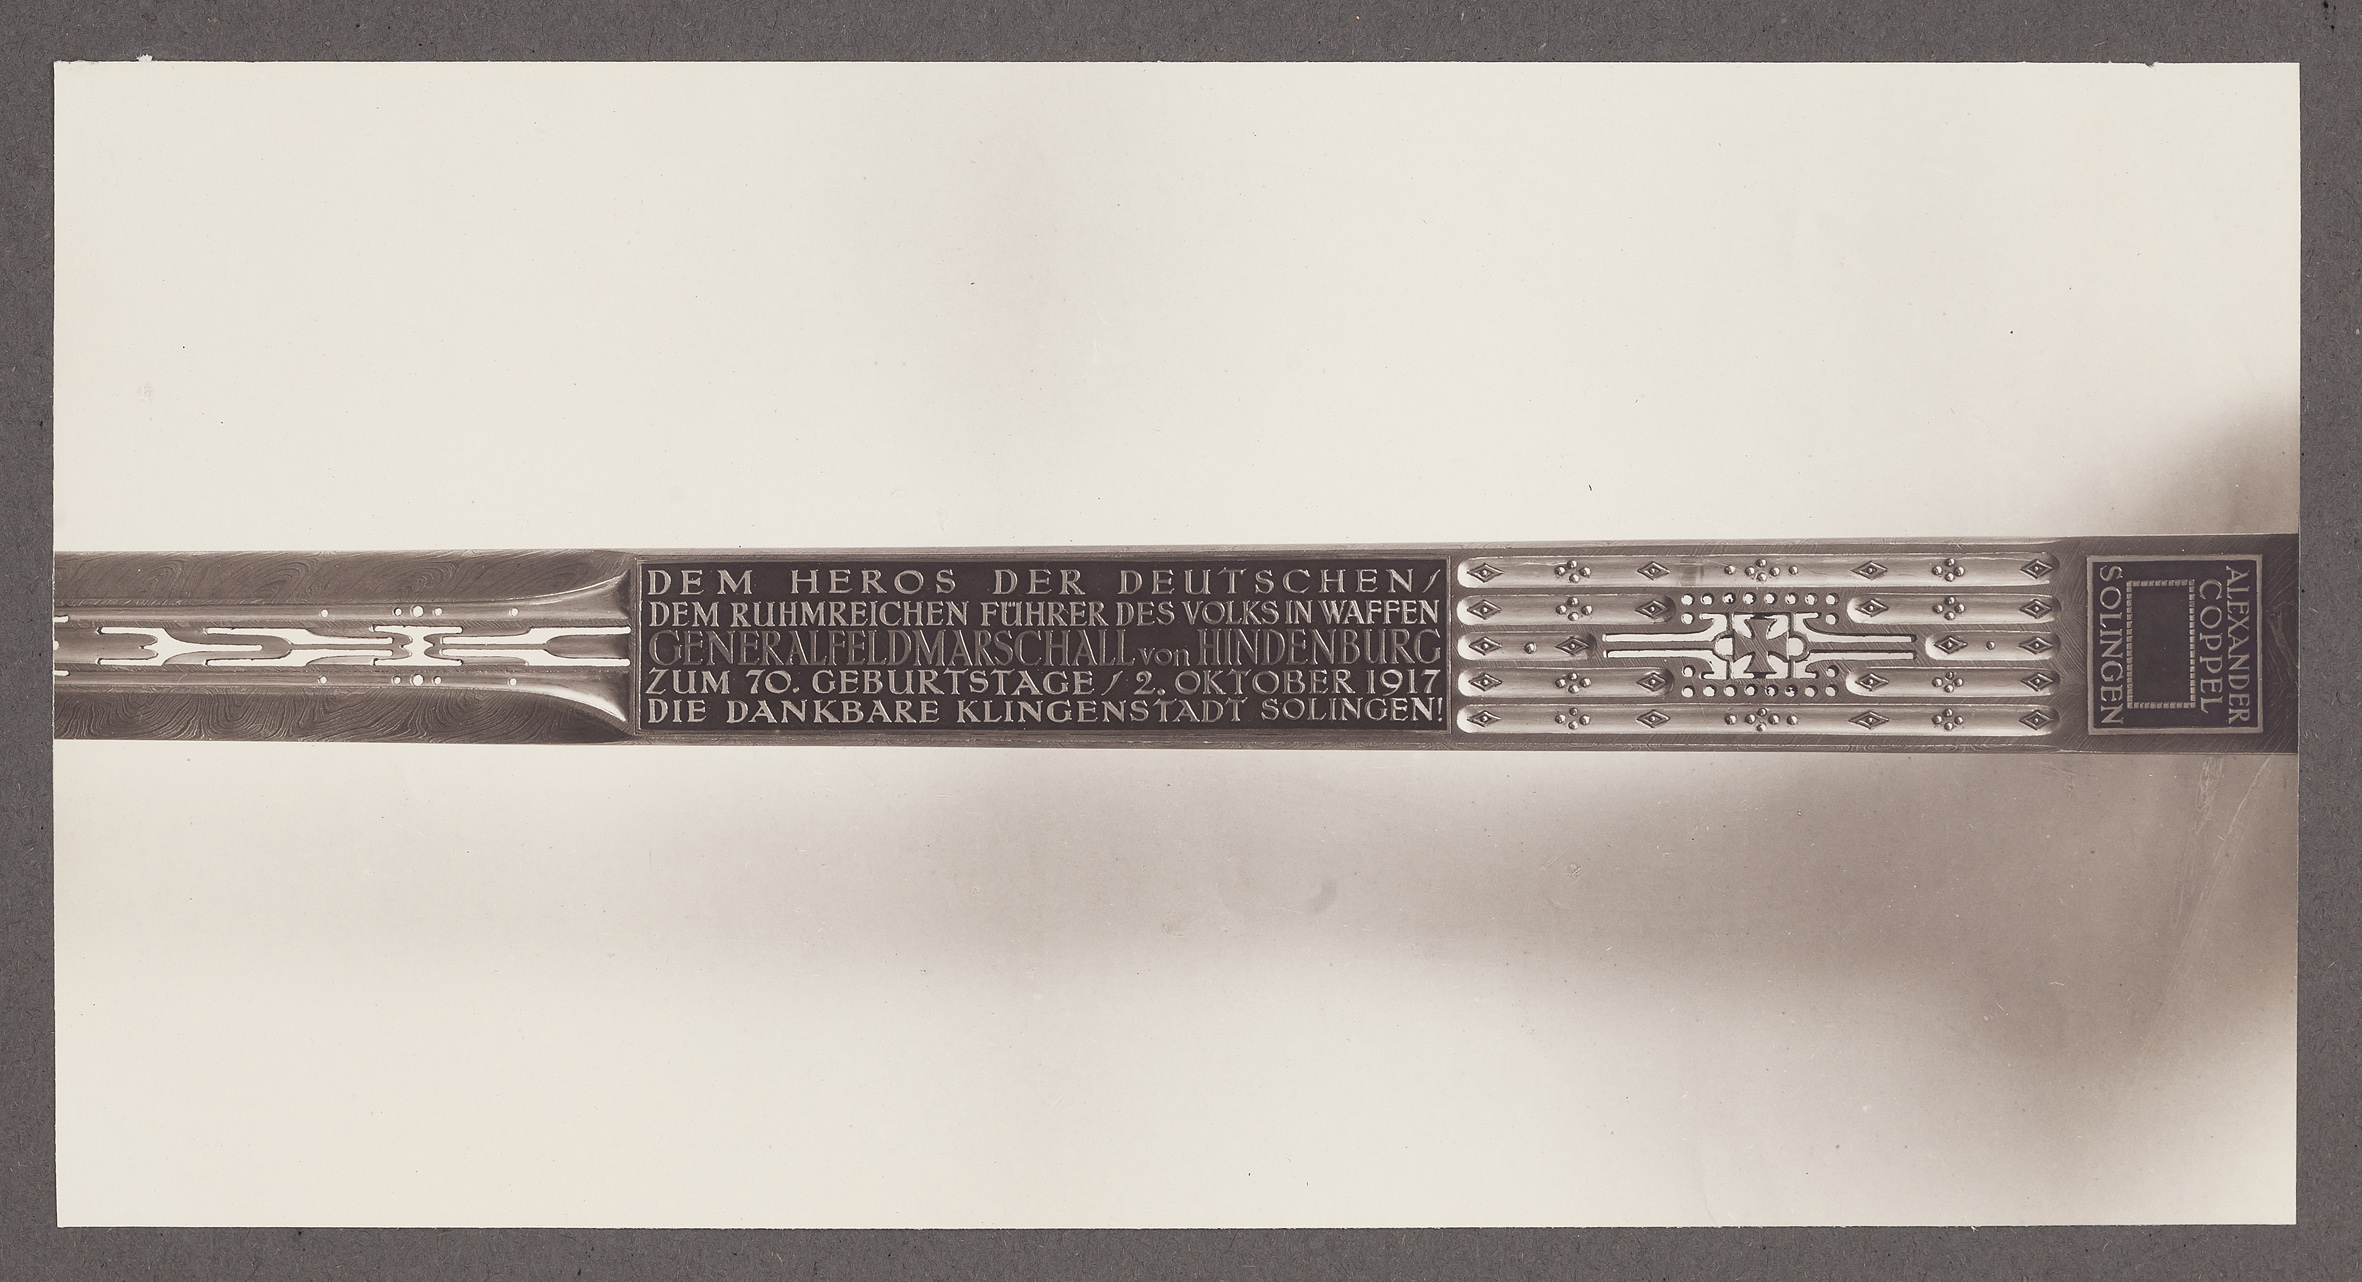 DEM HEROS DER DEUTSCHEN/
DEM RUHMREICHEN FÜHRER DES VOLKS IN WAFFEN
GENERALFELDMARSCHALL von HINDENBURG
ZUM 70. GEBURTSTAGE / 2. OKTOBER 1917
DIE DANKBARE KLINGENSTADT SOLINGEN!
ALEXANDER
COPPEL
SOLINGEN